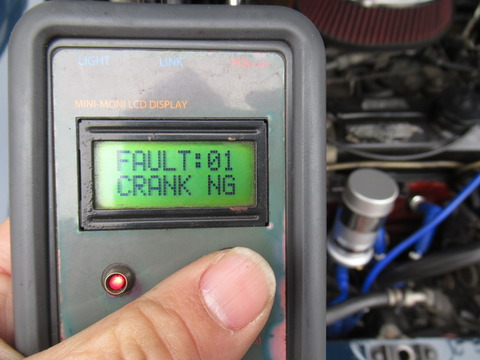 LIGHT LINK
MINI-MONI LCD DISPLAY
FAULT:01
CRANK NG